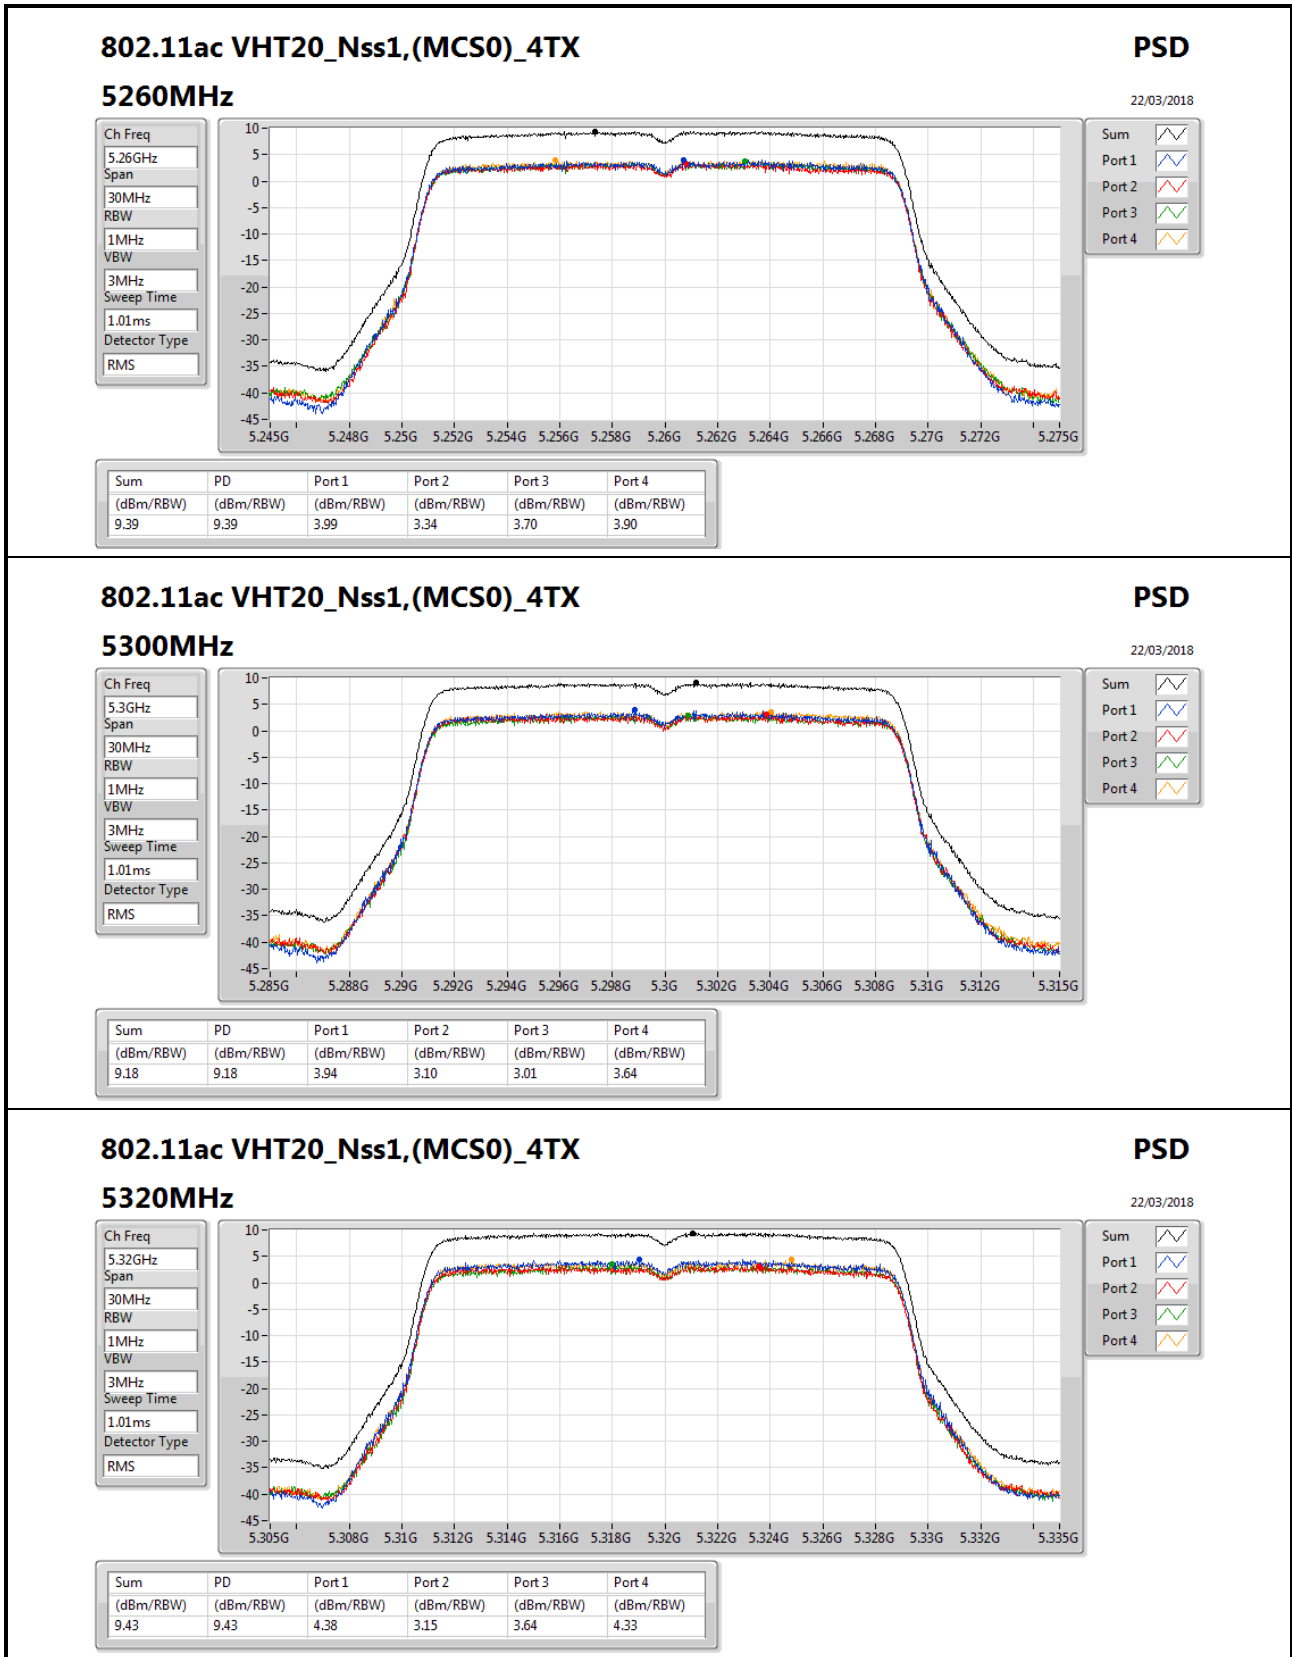 802.11ac VHT20_Nss1,(MCS0)_4TX PSD
5260MHz 22/03/2018
Ch Freq
5.26GHz
Span
30MHz
RBW
1MHz
VBW
3MHz
Sweep Time
1.01ms
Detector Type
RMS
10
5
0
-5
-10
-15
-20
-25
-30
-35
-40
-45
5.245G 5.248G 5.25G 5.252G 5.254G 5.256G 5.258G 5.26G 5.262G 5.264G 5.266G 5.268G 5.27G 5.272G 5.275G
Sum
Port 1
Port 2
Port 3
Port 4
Sum PD Port 1 Port 2 Port 3 Port 4
(dBm/RBW) (dBm/RBW) (dBm/RBW) (dBm/RBW) (dBm/RBW) (dBm/RBW)
9.39 9.39 3.99 3.34 3.70 3.90
802.11ac VHT20_Nss1,(MCS0)_4TX PSD
5300MHz 22/03/2018
Ch Freq
5.3GHz
Span
30MHz
RBW
1MHz
VBW
3MHz
Sweep Time
1.01ms
Detector Type
RMS
10
5
0
-5
-10
-15
-20
-25
-30
-35
-40
-45
5.285G 5.288G 5.29G 5.292G 5.294G 5.296G 5.298G 5.3G 5.302G 5.304G 5.306G 5.308G 5.31G 5.312G 5.315G
Sum
Port 1
Port 2
Port 3
Port 4
Sum PD Port 1 Port 2 Port 3 Port 4
(dBm/RBW) (dBm/RBW) (dBm/RBW) (dBm/RBW) (dBm/RBW) (dBm/RBW)
9.18 9.18 3.94 3.10 3.01 3.64
802.11ac VHT20_Nss1,(MCS0)_4TX PSD
5320MHz 22/03/2018
Ch Freq
5.32GHz
Span
30MHz
RBW
1MHz
VBW
3MHz
Sweep Time
1.01ms
Detector Type
RMS
10
5
0
-5
-10
-15
-20
-25
-30
-35
-40
-45
5.305G 5.308G 5.31G 5.312G 5.314G 5.316G 5.318G 5.32G 5.322G 5.324G 5.326G 5.328G 5.33G 5.332G 5.335G
Sum
Port 1
Port 2
Port 3
Port 4
Sum PD Port 1 Port 2 Port 3 Port 4
(dBm/RBW) (dBm/RBW) (dBm/RBW) (dBm/RBW) (dBm/RBW) (dBm/RBW)
9.43 9.43 4.38 3.15 3.64 4.33